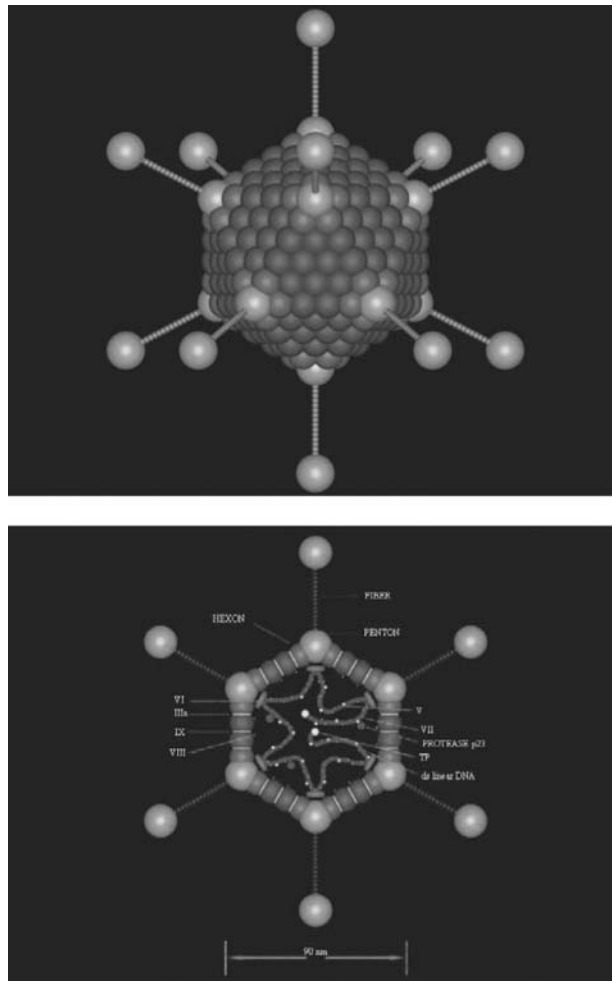 FIBER
HEXON
PENTON
VI
IIIa
IX
VIII
V
VII
PROTEASE p23
TP
ds linear DNA
90 nm